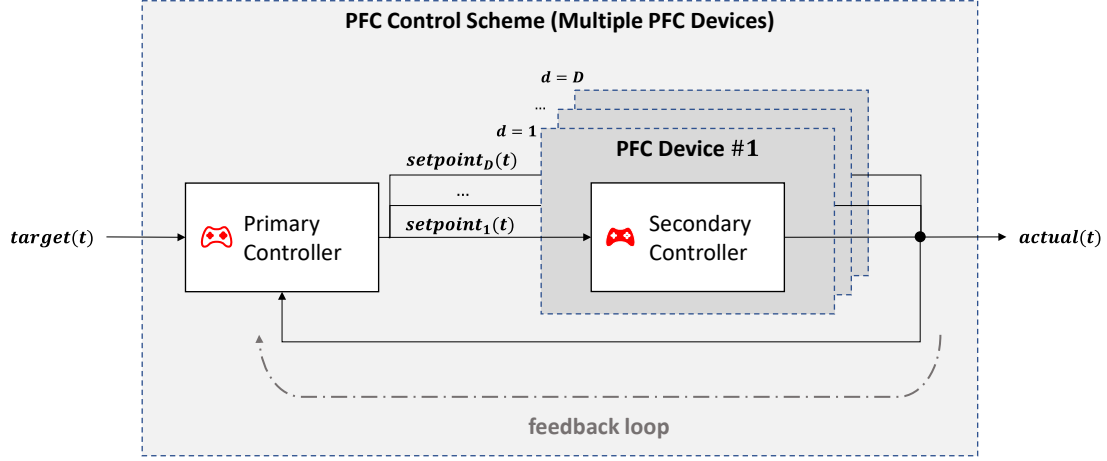 PFC Control Scheme (Multiple PFC Devices)
d = D
...
d = 1
PFC Device #1
setpoint_D(t)
...
setpoint_1(t)
target(t)
Primary
Controller
Secondary
Controller
actual(t)
feedback loop